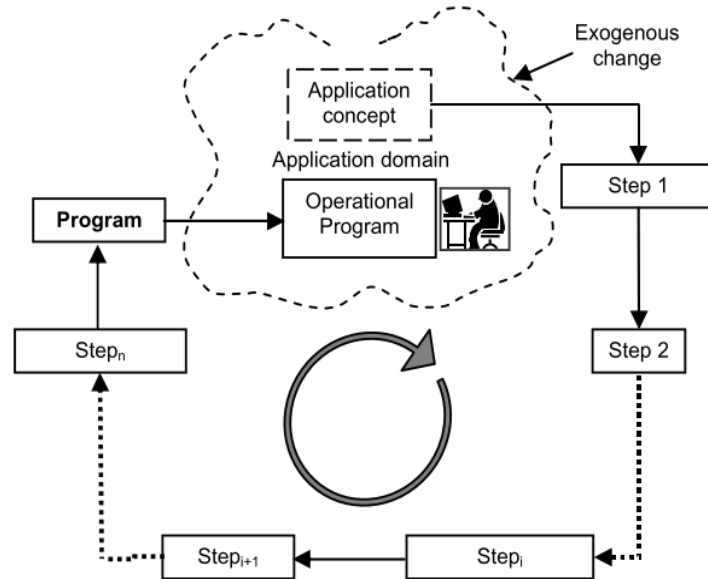 Exogenous
change
Application
concept
Application domain
Operational
Program
Program
Step 1
Step 2
Stepₙ
Stepᵢ₊₁
Stepᵢ